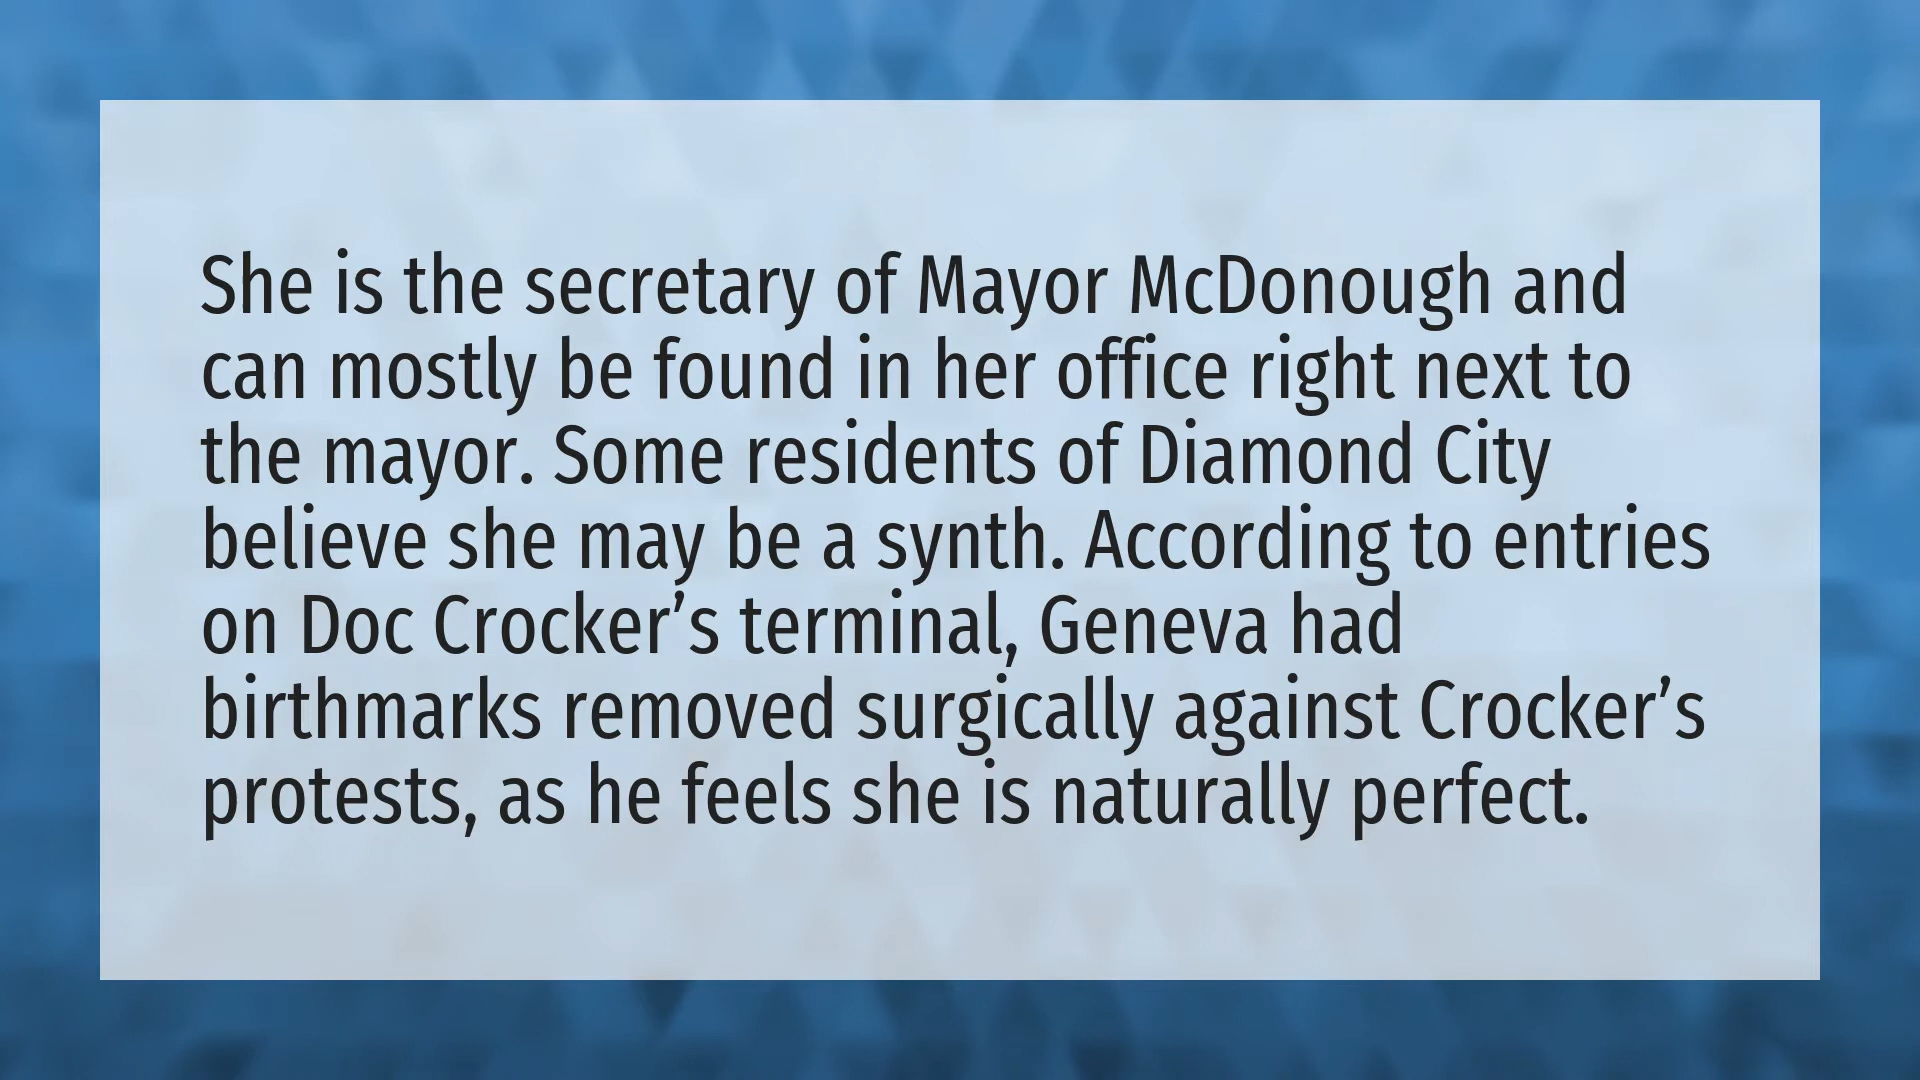 She is the secretary of Mayor McDonough and
can mostly be found in her office right next to
the mayor. Some residents of Diamond City
believe she may be a synth. According to entries
on Doc Crocker’s terminal, Geneva had
birthmarks removed surgically against Crocker’s
protests, as he feels she is naturally perfect.